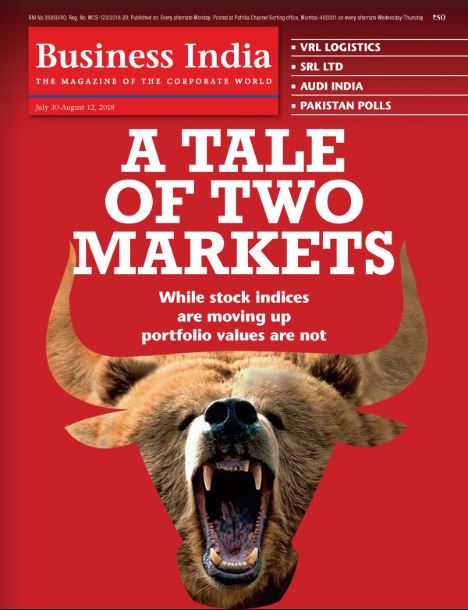 RNI No.35850/80; Reg. No. MCS-123/2018-20; Published on: Every alternate Monday; Posted at Patrika Channel Sorting office, Mumbai-400001 on every alternate Wednesday-Thursday ₹50
Business India
THE MAGAZINE OF THE CORPORATE WORLD
July 30-August 12, 2018
▪ VRL LOGISTICS
▪ SRL LTD
▪ AUDI INDIA
▪ PAKISTAN POLLS
A TALE
OF TWO
MARKETS
While stock indices
are moving up
portfolio values are not